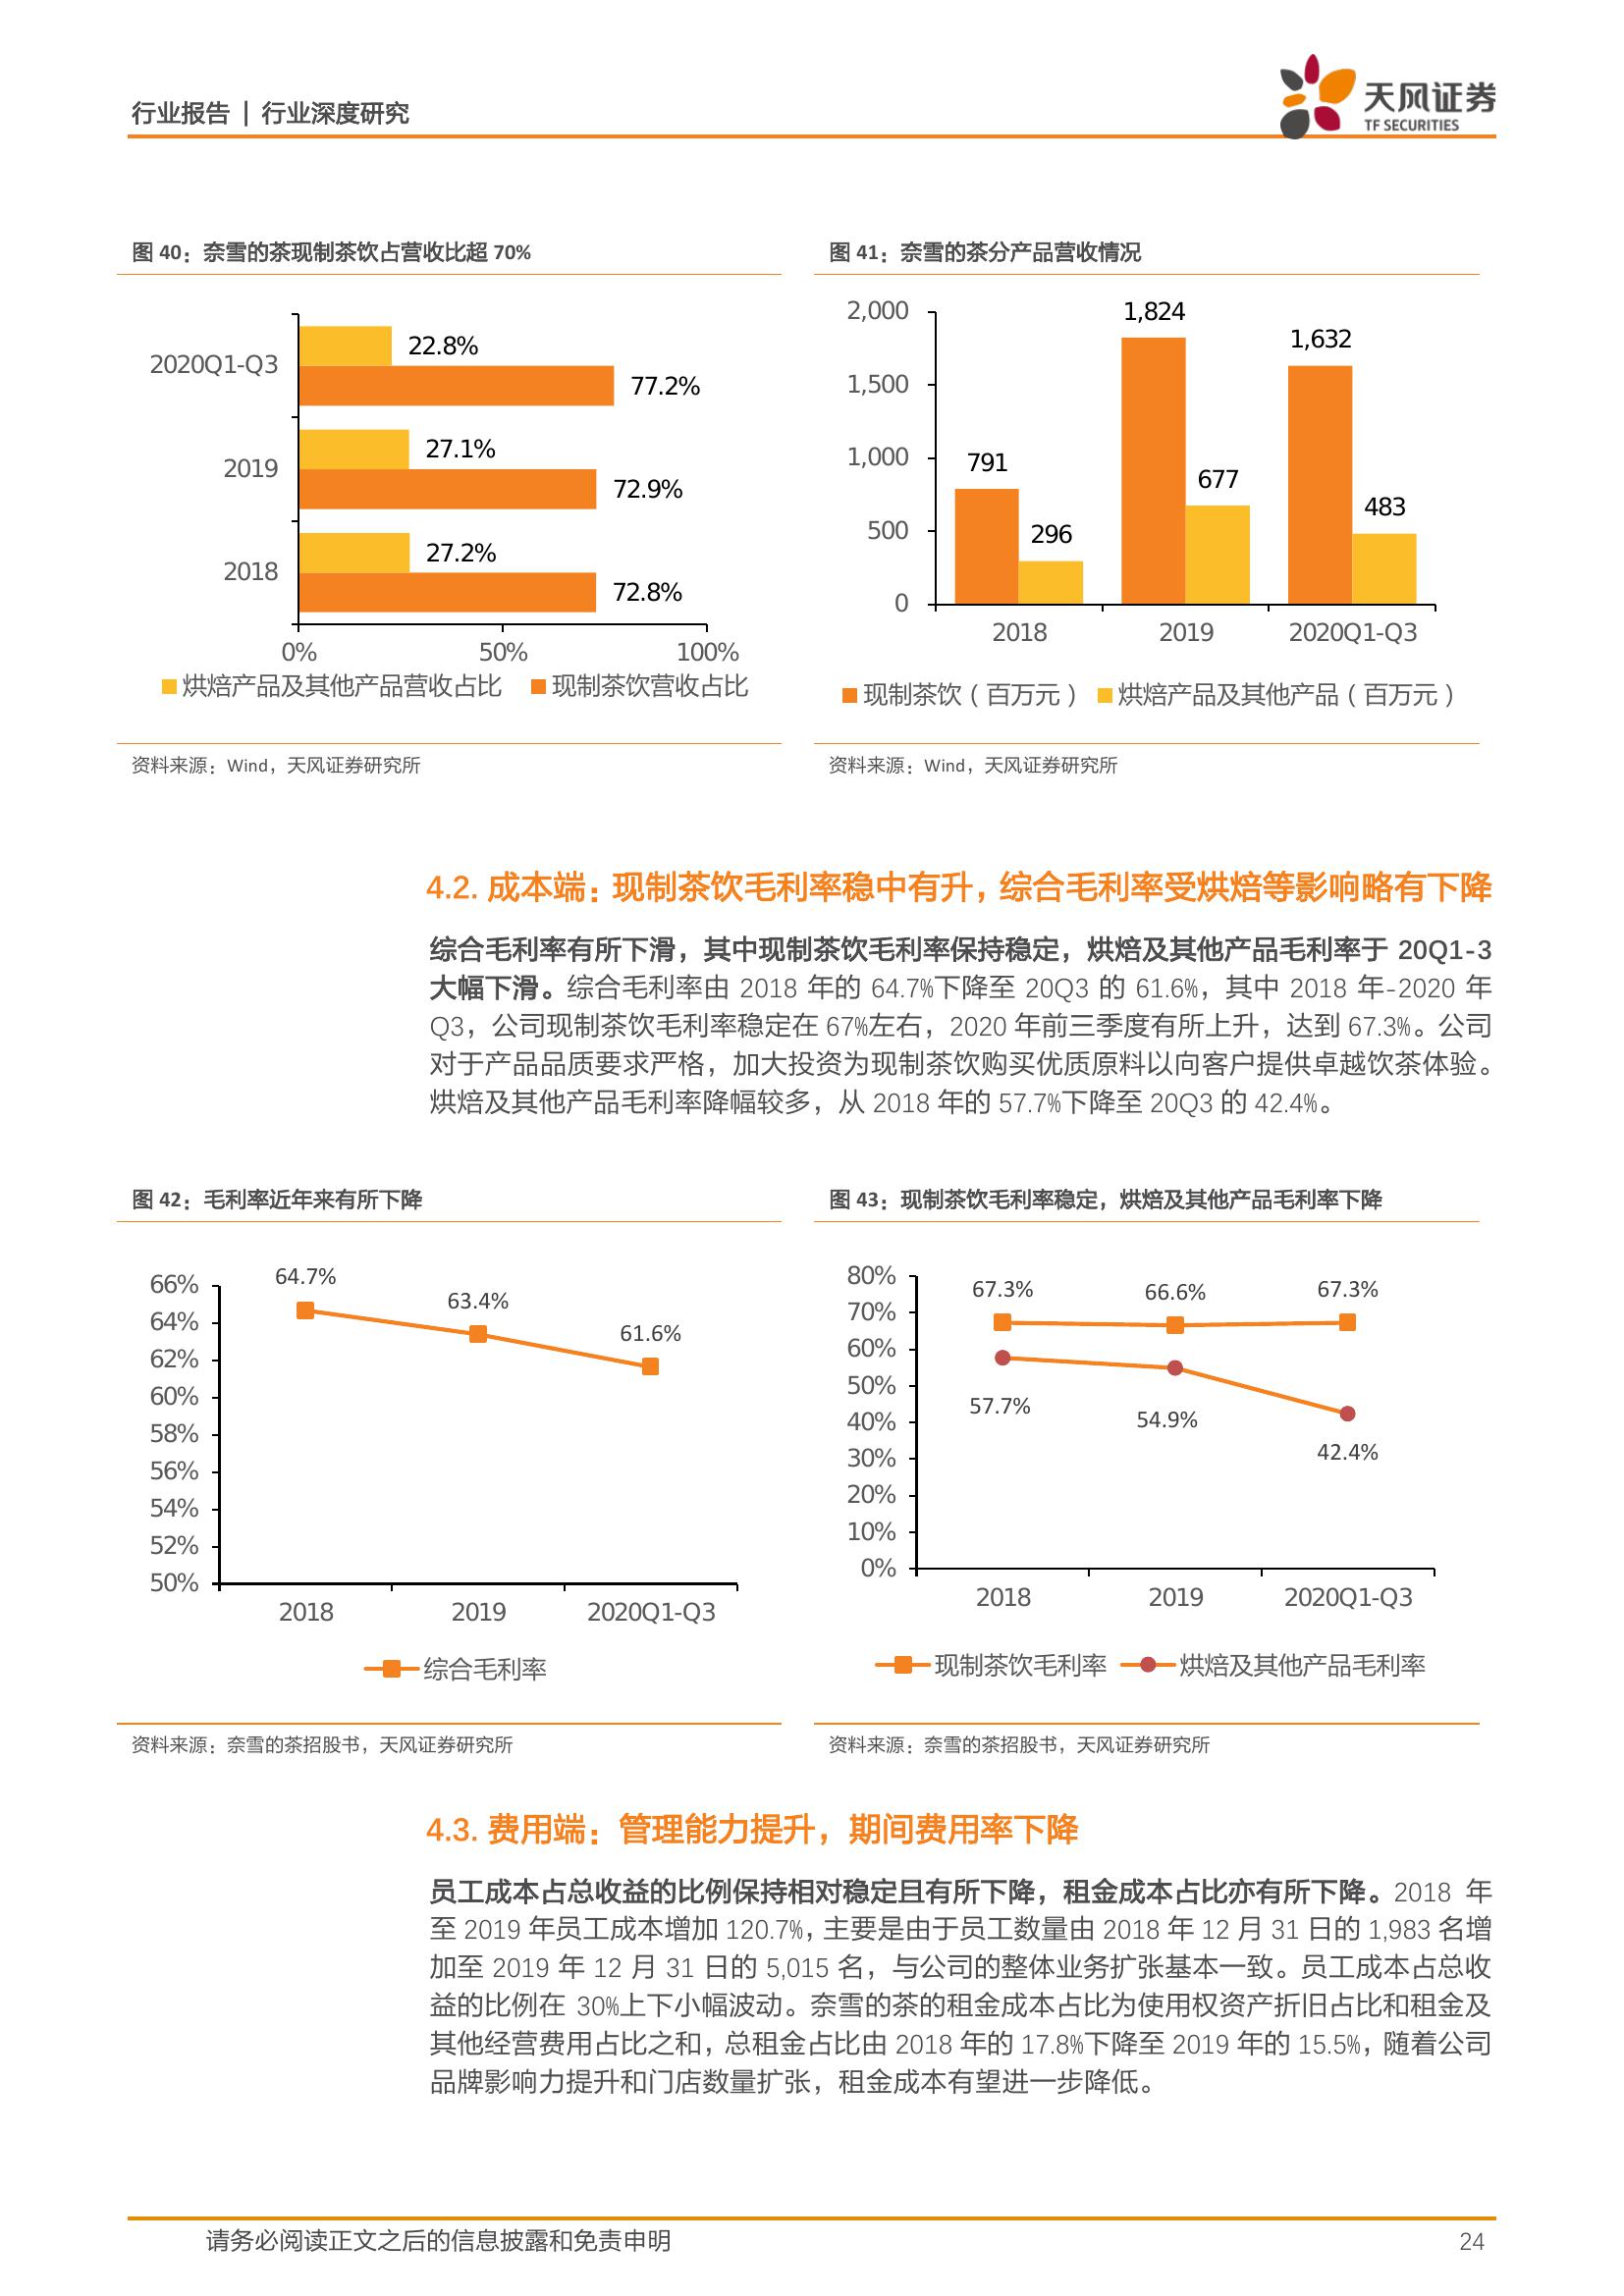 行业报告 | 行业深度研究
天风证券
TF SECURITIES
图 40：奈雪的茶现制茶饮占营收比超 70%
2020Q1-Q3
22.8%
77.2%
2019
27.1%
72.9%
2018
27.2%
72.8%
0% 50% 100%
烘焙产品及其他产品营收占比 现制茶饮营收占比
资料来源：Wind，天风证券研究所
图 41：奈雪的茶分产品营收情况
2,000
1,500
1,000
500
0
791
296
1,824
677
1,632
483
2018 2019 2020Q1-Q3
现制茶饮（百万元） 烘焙产品及其他产品（百万元）
资料来源：Wind，天风证券研究所
4.2. 成本端：现制茶饮毛利率稳中有升，综合毛利率受烘焙等影响略有下降
综合毛利率有所下滑，其中现制茶饮毛利率保持稳定，烘焙及其他产品毛利率于 20Q1-3
大幅下滑。综合毛利率由 2018 年的 64.7%下降至 20Q3 的 61.6%，其中 2018 年-2020 年
Q3，公司现制茶饮毛利率稳定在 67%左右，2020 年前三季度有所上升，达到 67.3%。公司
对于产品品质要求严格，加大投资为现制茶饮购买优质原料以向客户提供卓越饮茶体验。
烘焙及其他产品毛利率降幅较多，从 2018 年的 57.7%下降至 20Q3 的 42.4%。
图 42：毛利率近年来有所下降
66%
64%
62%
60%
58%
56%
54%
52%
50%
64.7%
63.4%
61.6%
2018 2019 2020Q1-Q3
综合毛利率
资料来源：奈雪的茶招股书，天风证券研究所
图 43：现制茶饮毛利率稳定，烘焙及其他产品毛利率下降
80%
70%
60%
50%
40%
30%
20%
10%
0%
67.3% 66.6% 67.3%
57.7%
54.9%
42.4%
2018 2019 2020Q1-Q3
现制茶饮毛利率 烘焙及其他产品毛利率
资料来源：奈雪的茶招股书，天风证券研究所
4.3. 费用端：管理能力提升，期间费用率下降
员工成本占总收益的比例保持相对稳定且有所下降，租金成本占比亦有所下降。2018 年
至 2019 年员工成本增加 120.7%，主要是由于员工数量由 2018 年 12 月 31 日的 1,983 名增
加至 2019 年 12 月 31 日的 5,015 名，与公司的整体业务扩张基本一致。员工成本占总收
益的比例在 30%上下小幅波动。奈雪的茶的租金成本占比为使用权资产折旧占比和租金及
其他经营费用占比之和，总租金占比由 2018 年的 17.8%下降至 2019 年的 15.5%，随着公司
品牌影响力提升和门店数量扩张，租金成本有望进一步降低。
请务必阅读正文之后的信息披露和免责申明
24